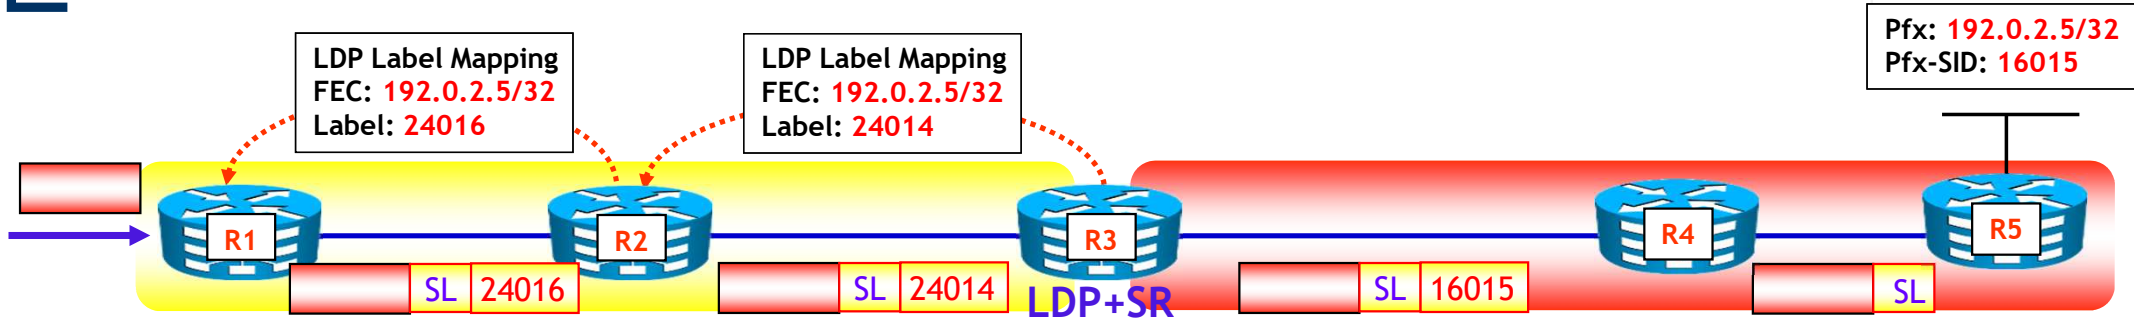 LDP Label Mapping
FEC: 192.0.2.5/32
Label: 24016
LDP Label Mapping
FEC: 192.0.2.5/32
Label: 24014
Pfx: 192.0.2.5/32
Pfx-SID: 16015
R1
R2
R3
R4
R5
SL 24016
SL 24014
LDP+SR
SL 16015
SL